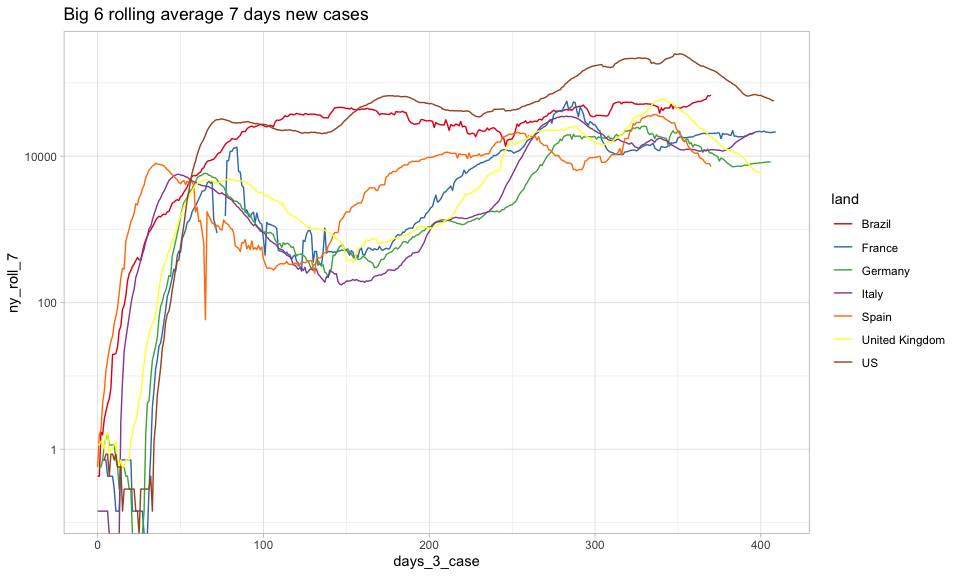 Big 6 rolling average 7 days new cases
ny_roll_7
10000
100
1
0 100 200 300 400
days_3_case
land
Brazil
France
Germany
Italy
Spain
United Kingdom
US